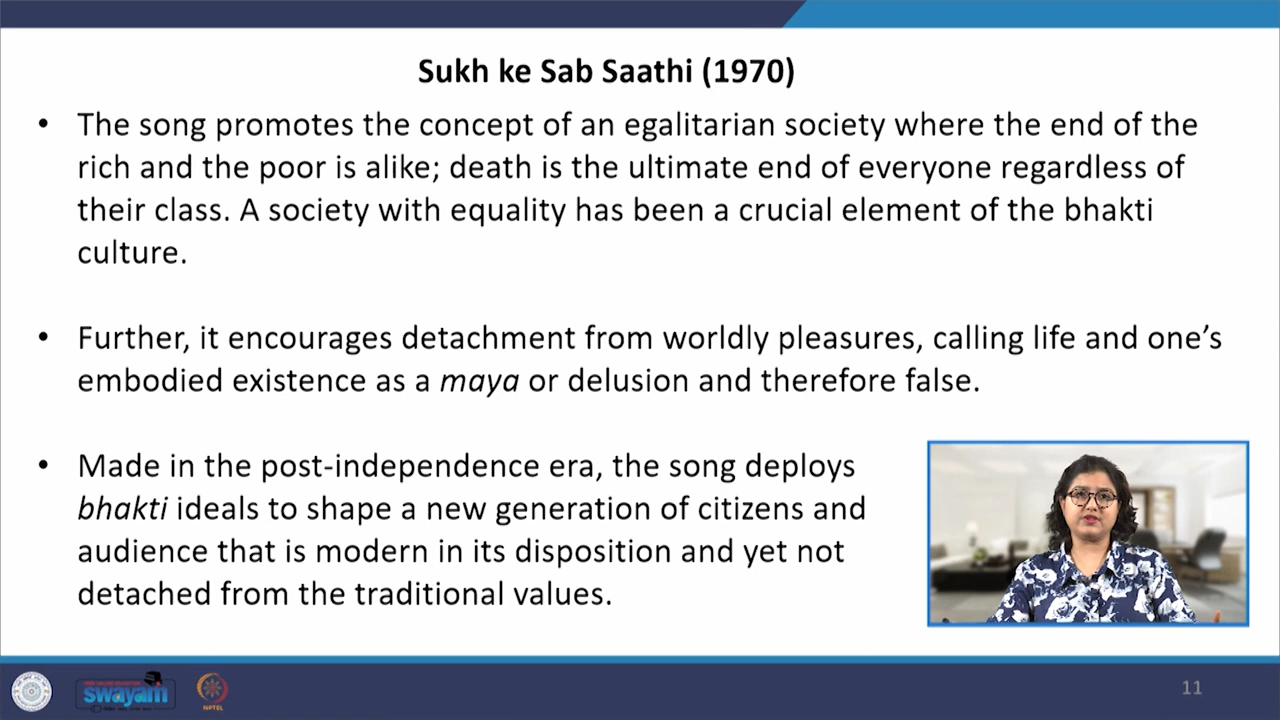 Sukh ke Sab Saathi (1970)
• The song promotes the concept of an egalitarian society where the end of the
rich and the poor is alike; death is the ultimate end of everyone regardless of
their class. A society with equality has been a crucial element of the bhakti
culture.
• Further, it encourages detachment from worldly pleasures, calling life and one’s
embodied existence as a maya or delusion and therefore false.
• Made in the post-independence era, the song deploys
bhakti ideals to shape a new generation of citizens and
audience that is modern in its disposition and yet not
detached from the traditional values.
swayam
NPTEL
11